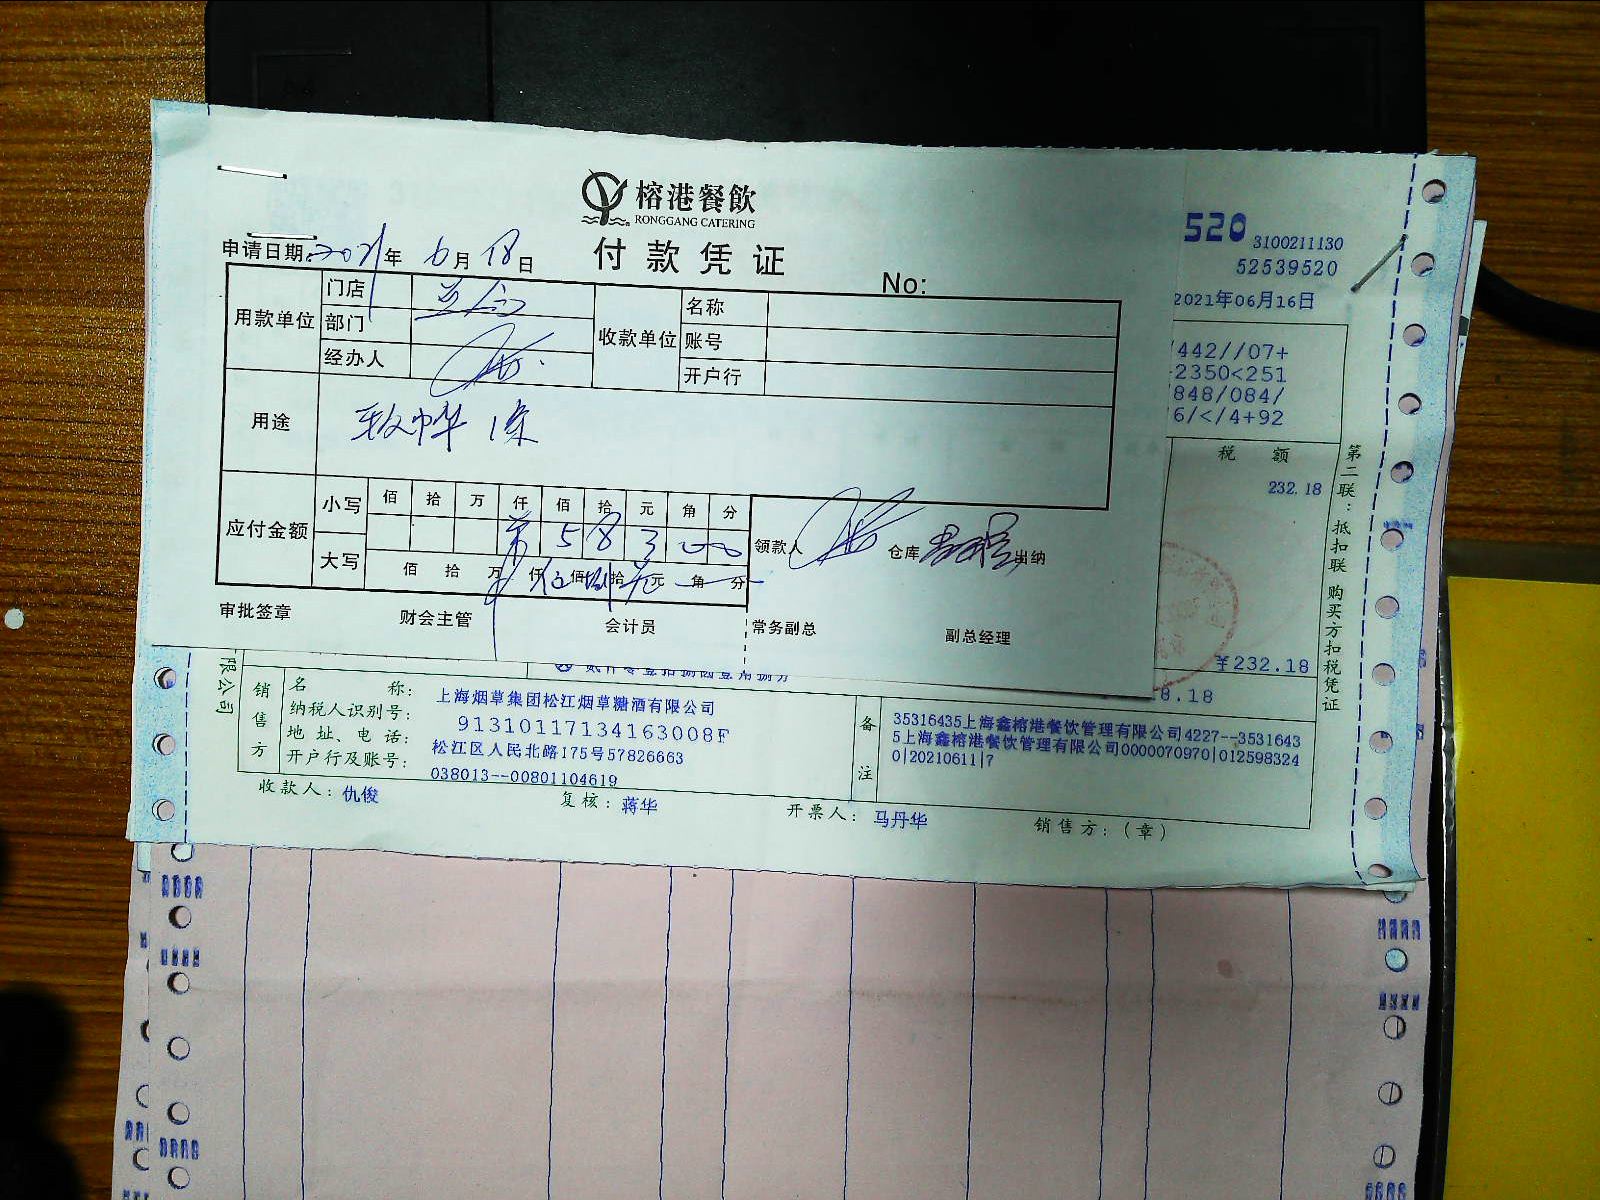 榕港餐飲
RONGGANG CATERING
付款凭证
申请日期: 2021年 6月 18日
No:
用款单位
门店
部门
经办人
收款单位
名称
账号
开户行
用途
1条
应付金额
小写
佰 拾 万 仟 佰 拾 元 角 分
5 8 3 0 0
大写
佰 拾 万 仟 佰 拾 元 角 分
领款人
仓库
出纳
审批签章
财会主管
会计员
常务副总
副总经理
520
3100211130
52539520
2021年06月16日
442//07+
2350<251
848/084/
6/</4+92
税 额
232.18
¥232.18
8.18
第二联:抵扣联 购买方扣税凭证
限公司
销售方
名 称: 上海烟草集团松江烟草糖酒有限公司
纳税人识别号: 91310117134163008F
地 址、电 话: 松江区人民北路175号57826663
开户行及账号: 038013--00801104619
备注
35316435上海鑫榕港餐饮管理有限公司4227--3531643
5上海鑫榕港餐饮管理有限公司0000070970|012598324
0|20210611|7
收款人: 仇俊
复核: 蒋华
开票人: 马丹华
销售方:(章)